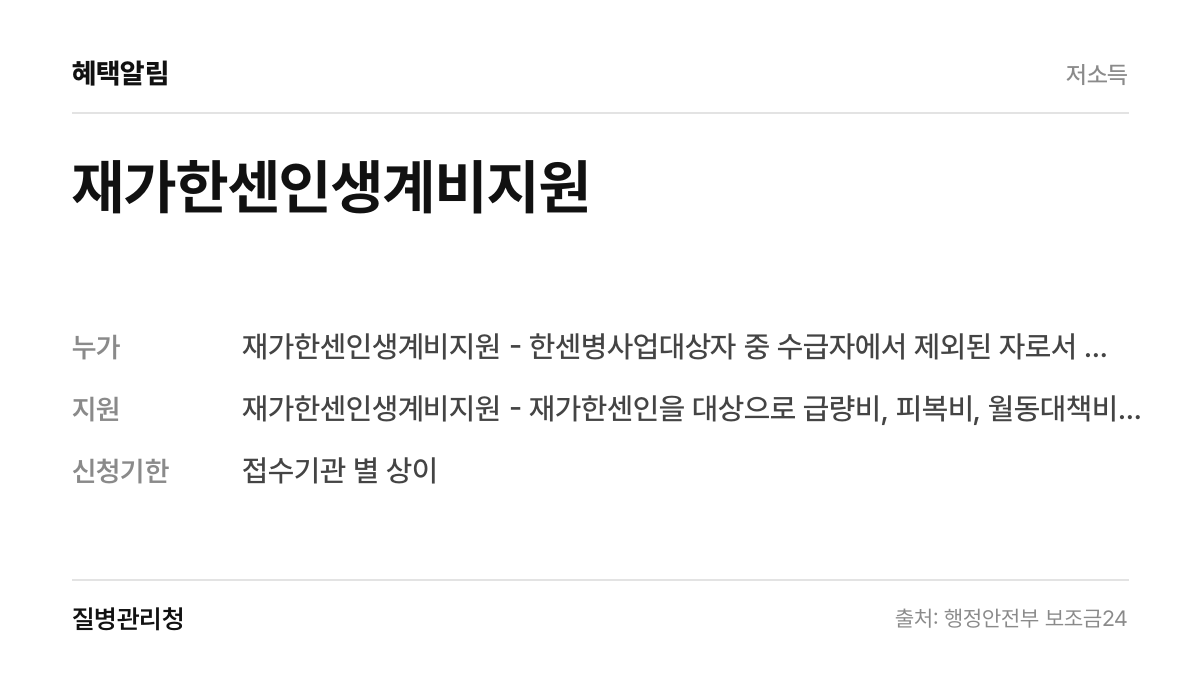 혜택알림
저소득
재가한센인생계비지원
누가 재가한센인생계비지원 - 한센병사업대상자 중 수급자에서 제외된 자로서 ...
지원 재가한센인생계비지원 - 재가한센인을 대상으로 급량비, 피복비, 월동대책비...
신청기한 접수기관 별 상이
질병관리청
출처: 행정안전부 보조금24